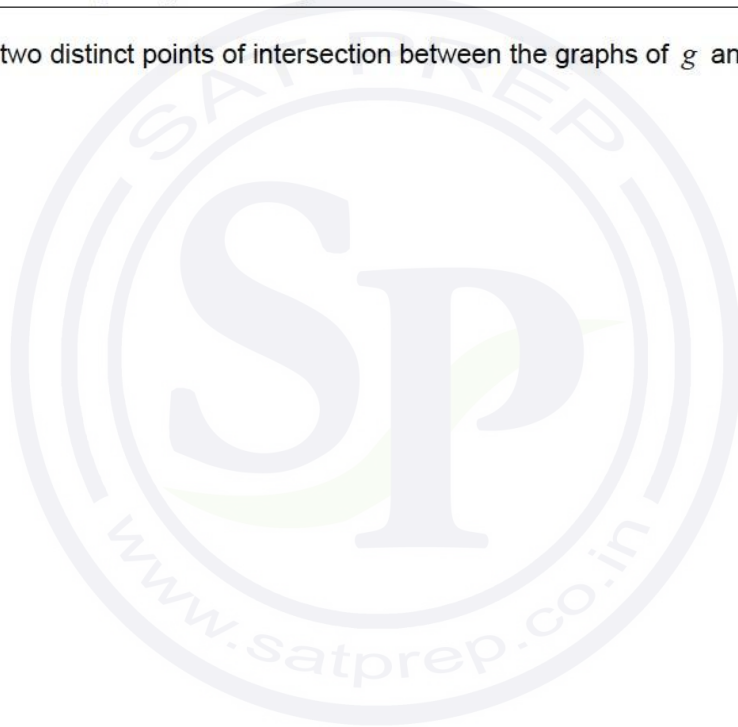 two distinct points of intersection between the graphs of g an
SAT PREP
SP
www.satprep.co.in